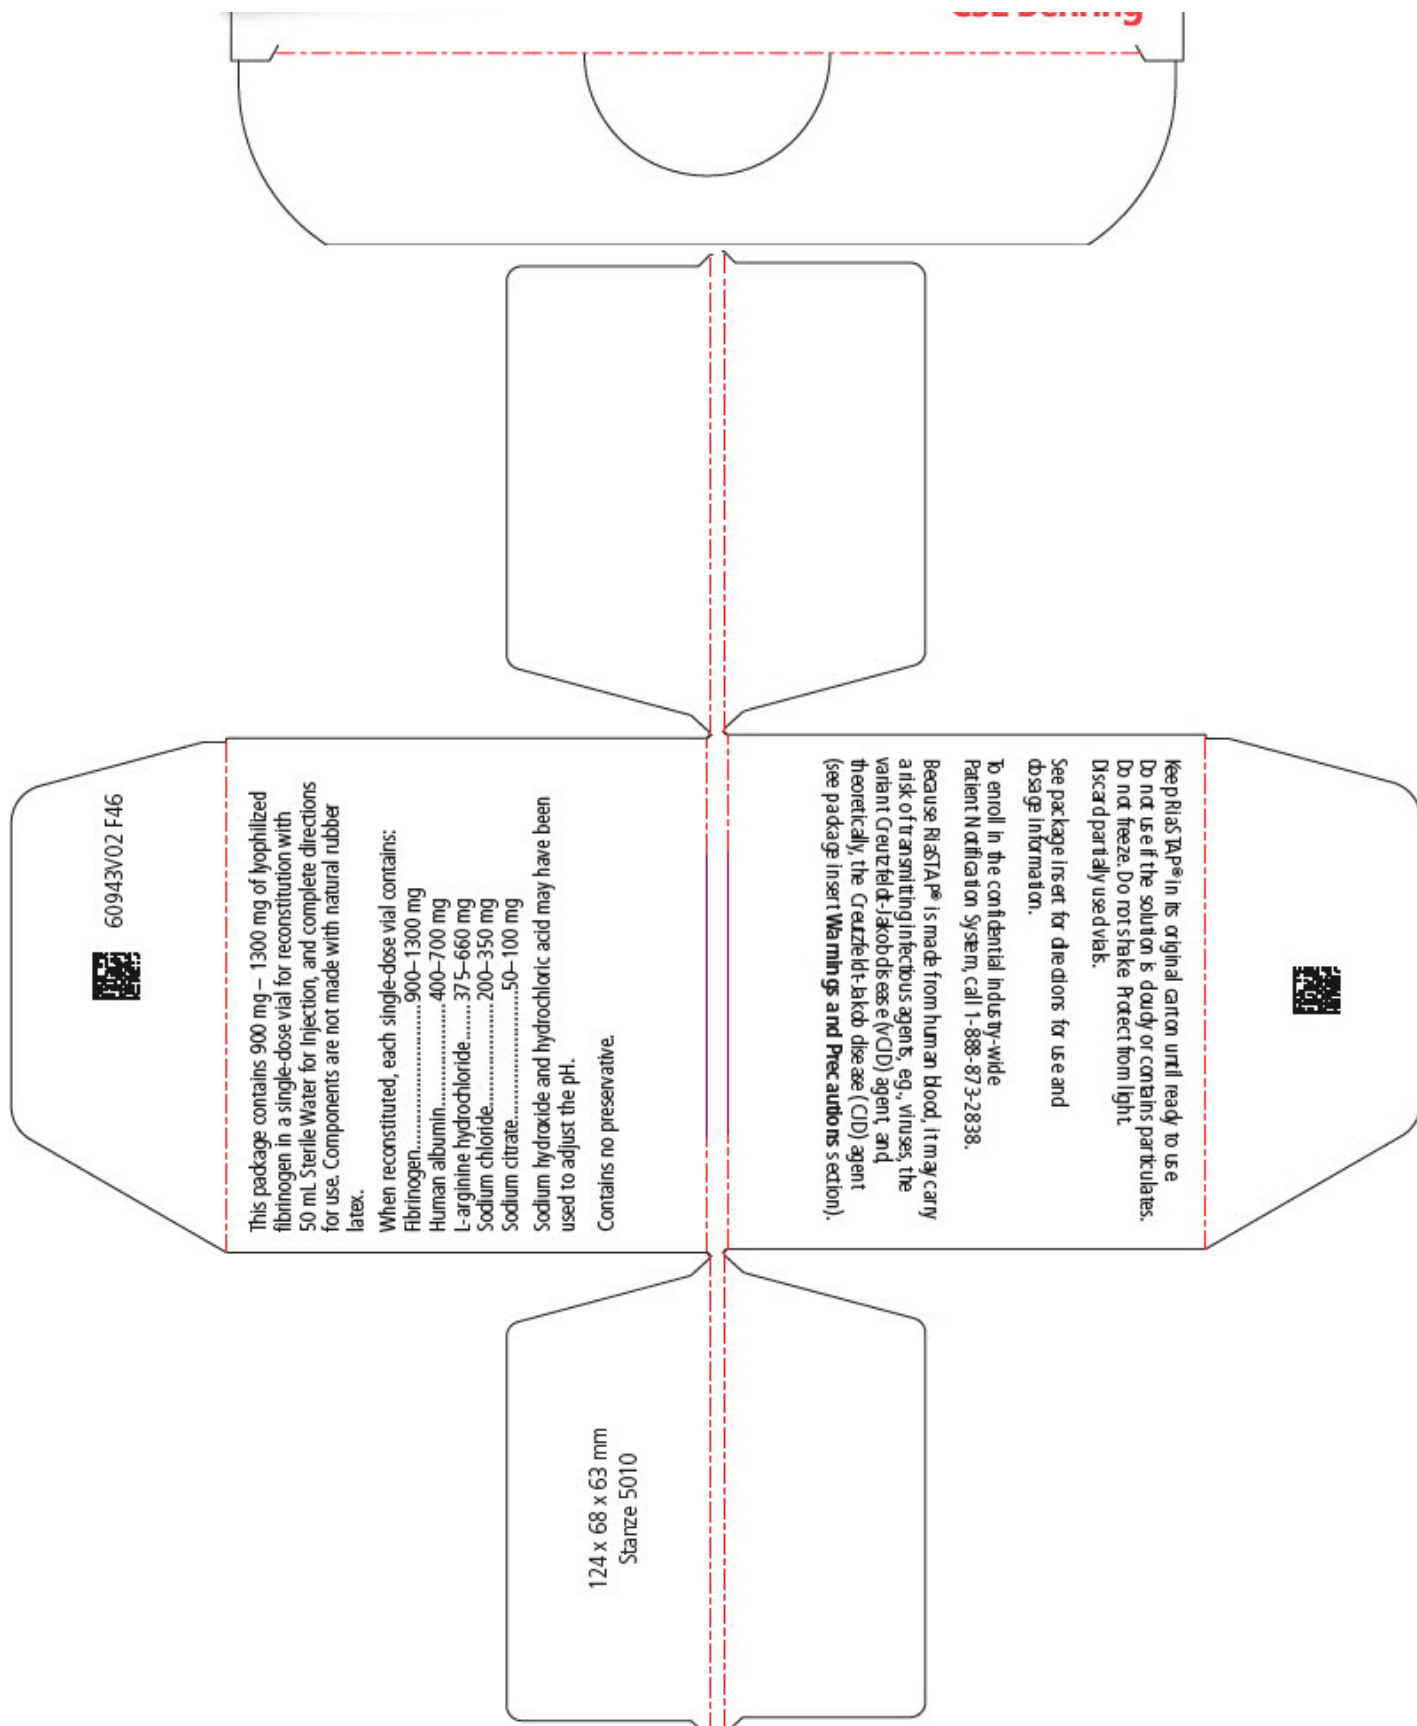 CSL Behring
60943V02 F46
This package contains 900 mg – 1300 mg of lyophilized
fibrinogen in a single-dose vial for reconstitution with
50 mL Sterile Water for Injection, and complete directions
for use. Components are not made with natural rubber
latex.
When reconstituted, each single-dose vial contains:
Fibrinogen..........................................900–1300 mg
Human albumin..............................400–700 mg
L-arginine hydrochloride..........375–660 mg
Sodium chloride...........................200–350 mg
Sodium citrate................................50–100 mg
Sodium hydroxide and hydrochloric acid may have been
used to adjust the pH.
Contains no preservative.
Keep RiaSTAP® in its original carton until ready to use
Do not use if the solution is cloudy or contains particulates.
Do not freeze. Do not shake. Protect from light.
Discard partially used vials.
See package insert for directions for use and
dosage information.
To enroll in the confidential industry-wide
Patient Notification System, call 1-888-873-2838.
Because RiaSTAP® is made from human blood, it may carry
a risk of transmitting infectious agents, eg., viruses, the
variant Creutzfeldt-Jakob disease (vCJD) agent, and,
theoretically, the Creutzfeldt-Jakob disease (CJD) agent
(see package insert Warnings and Precautions section).
124 x 68 x 63 mm
Stanze 5010